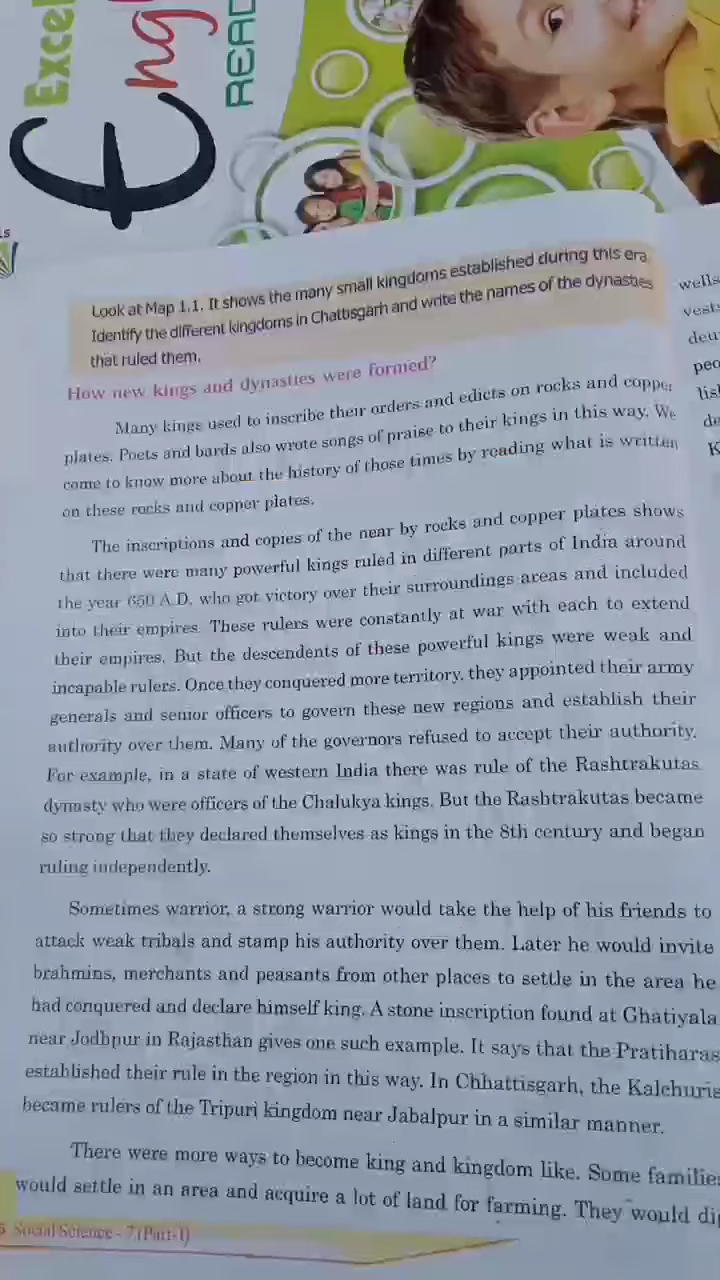 Excel
Eng
READ
Look at Map 1.1. It shows the many small kingdoms established during this era
Identify the different kingdoms in Chattisgarh and write the names of the dynasties
that ruled them.
How new kings and dynasties were formed?
Many kings used to inscribe their orders and edicts on rocks and copper
plates. Poets and bards also wrote songs of praise to their kings in this way. We
come to know more about the history of those times by reading what is written
on these rocks and copper plates.
The inscriptions and copies of the near by rocks and copper plates shows
that there were many powerful kings ruled in different parts of India around
the year 650 A.D. who got victory over their surroundings areas and included
into their empires. These rulers were constantly at war with each to extend
their empires. But the descendents of these powerful kings were weak and
incapable rulers. Once they conquered more territory, they appointed their army
generals and senior officers to govern these new regions and establish their
authority over them. Many of the governors refused to accept their authority.
For example, in a state of western India there was rule of the Rashtrakutas
dynasty who were officers of the Chalukya kings. But the Rashtrakutas became
so strong that they declared themselves as kings in the 8th century and began
ruling independently.
Sometimes warrior, a strong warrior would take the help of his friends to
attack weak tribals and stamp his authority over them. Later he would invite
brahmins, merchants and peasants from other places to settle in the area he
had conquered and declare himself king. A stone inscription found at Ghatiyala
near Jodhpur in Rajasthan gives one such example. It says that the Pratiharas
established their rule in the region in this way. In Chhattisgarh, the Kalchuris
became rulers of the Tripuri kingdom near Jabalpur in a similar manner.
There were more ways to become king and kingdom like. Some families
would settle in an area and acquire a lot of land for farming. They would dig
Social Science - 7 (Part-I)
wells